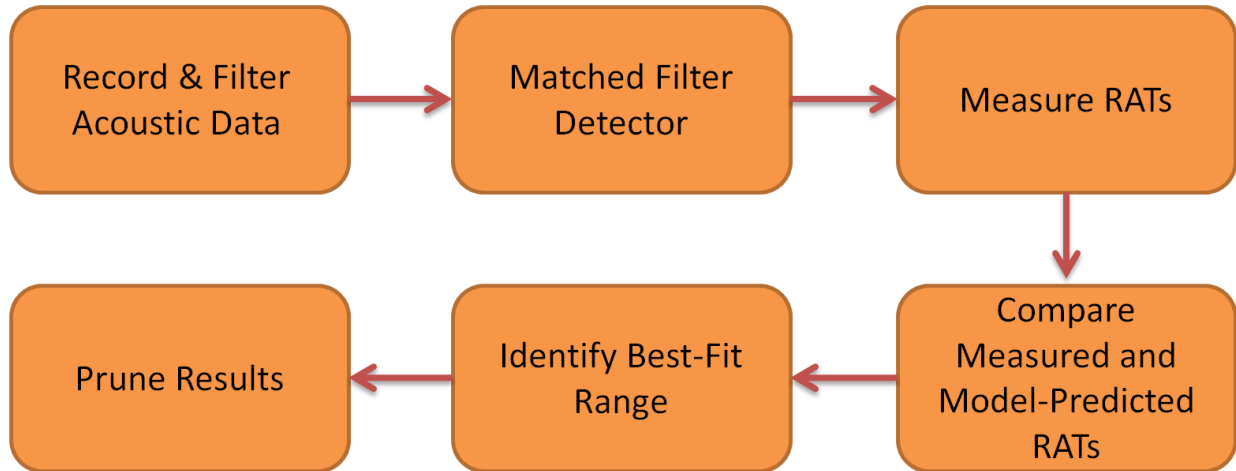 Record & Filter
Acoustic Data
Matched Filter
Detector
Measure RATs
Compare
Measured and
Model-Predicted
RATs
Identify Best-Fit
Range
Prune Results